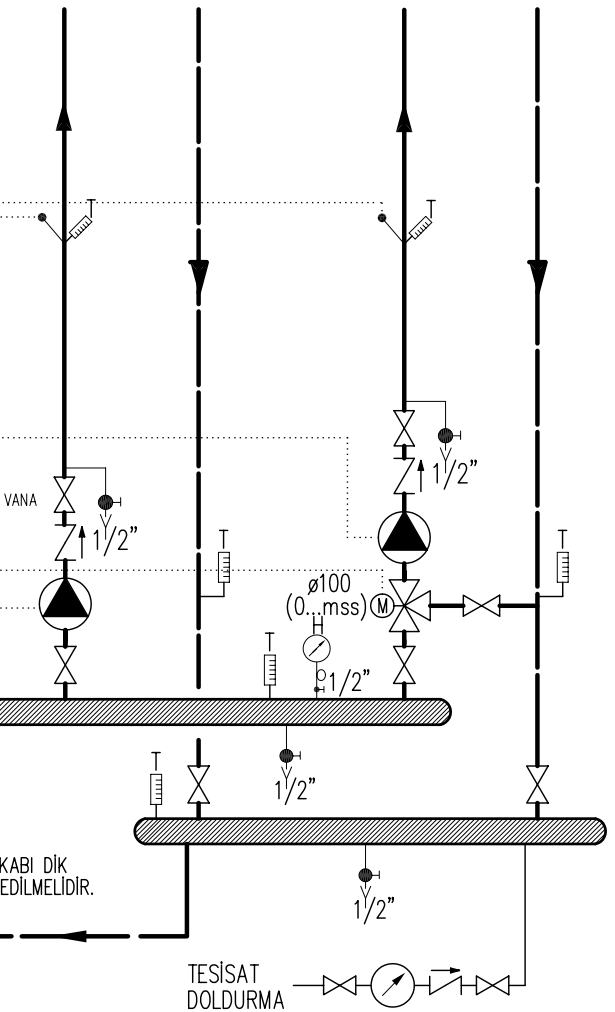 T
T
VANA
1/2”
1/2”
T
T
ø100
(0...mss)
M
H
T
1/2”
T
1/2”
KABI DİK
EDİLMELİDİR.
1/2”
TESİSAT
DOLDURMA